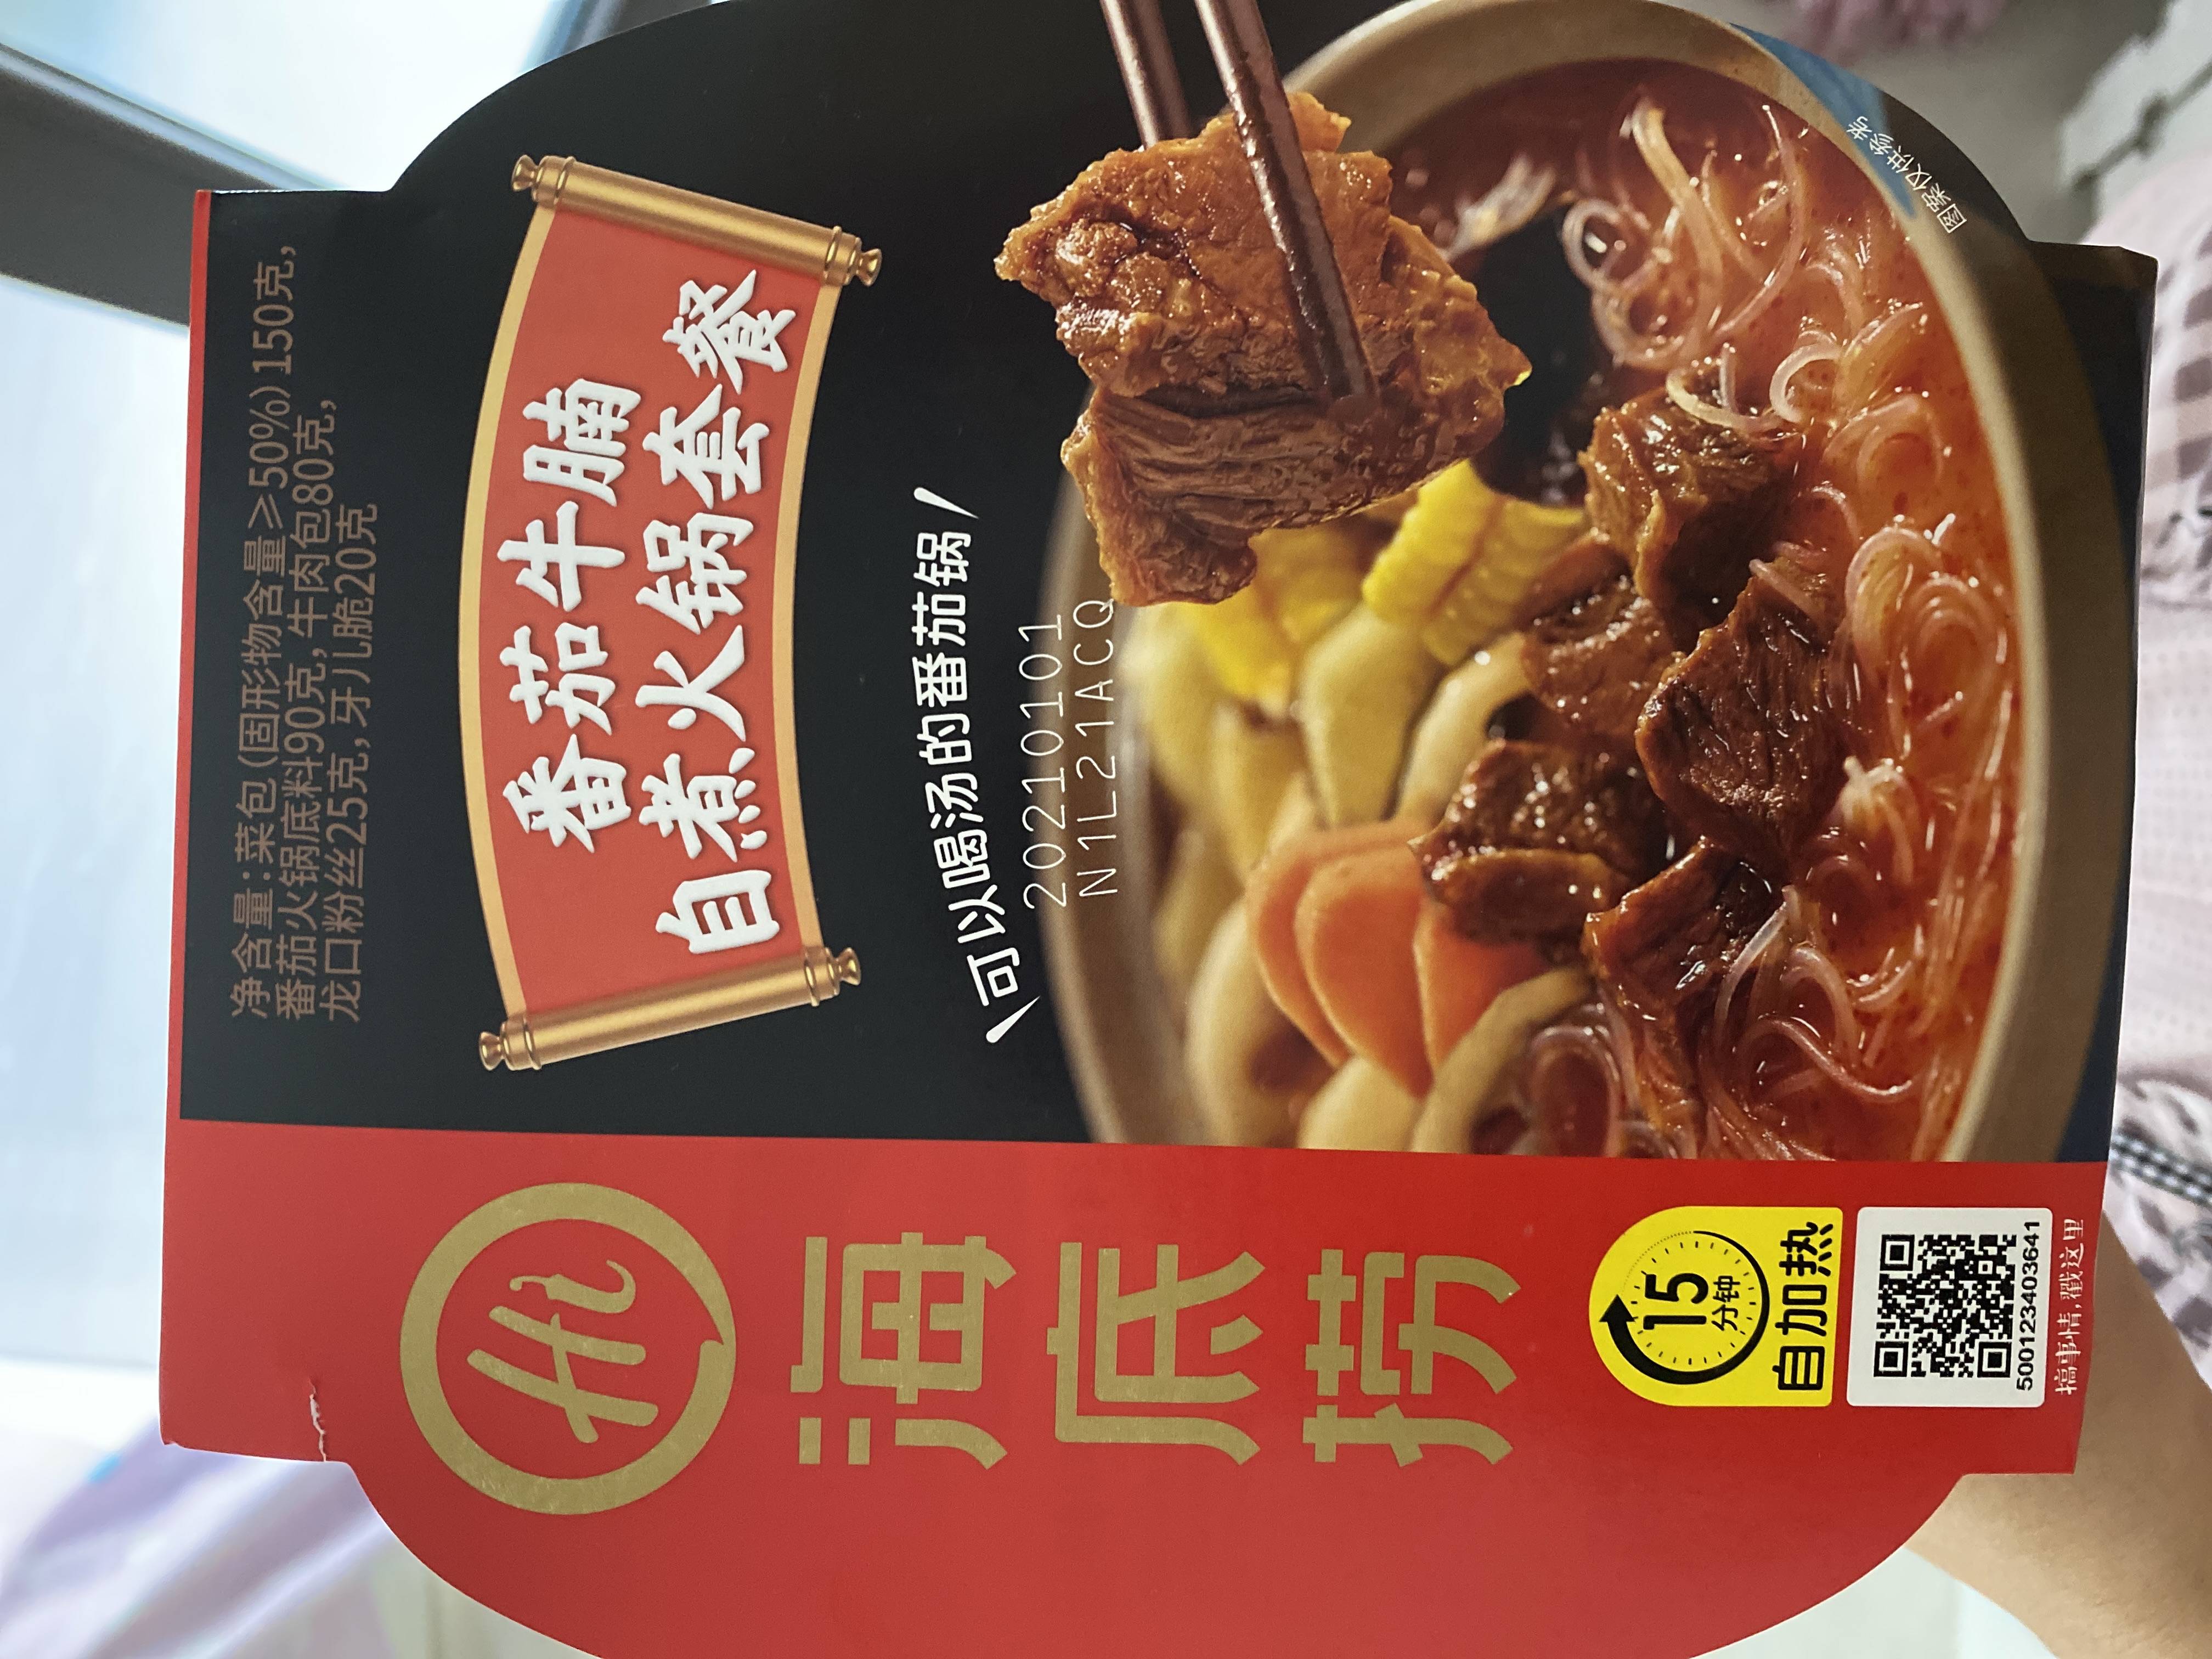 净含量:菜包(固形物含量≥50%)150克,
番茄火锅底料90克,牛肉包80克,
龙口粉丝25克,牙儿脆20克
番茄牛腩
自煮火锅套餐
\可以喝汤的番茄锅/
20210101
N1L21ACQ
图案仅供参考
Hi
海底捞
15
分钟
自加热
500123403641
搞事情,戳这里